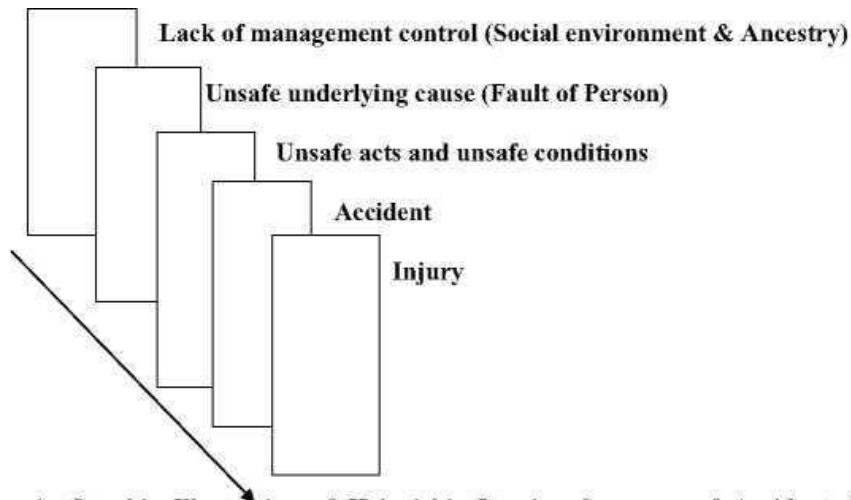 Lack of management control (Social environment & Ancestry)
Unsafe underlying cause (Fault of Person)
Unsafe acts and unsafe conditions
Accident
Injury